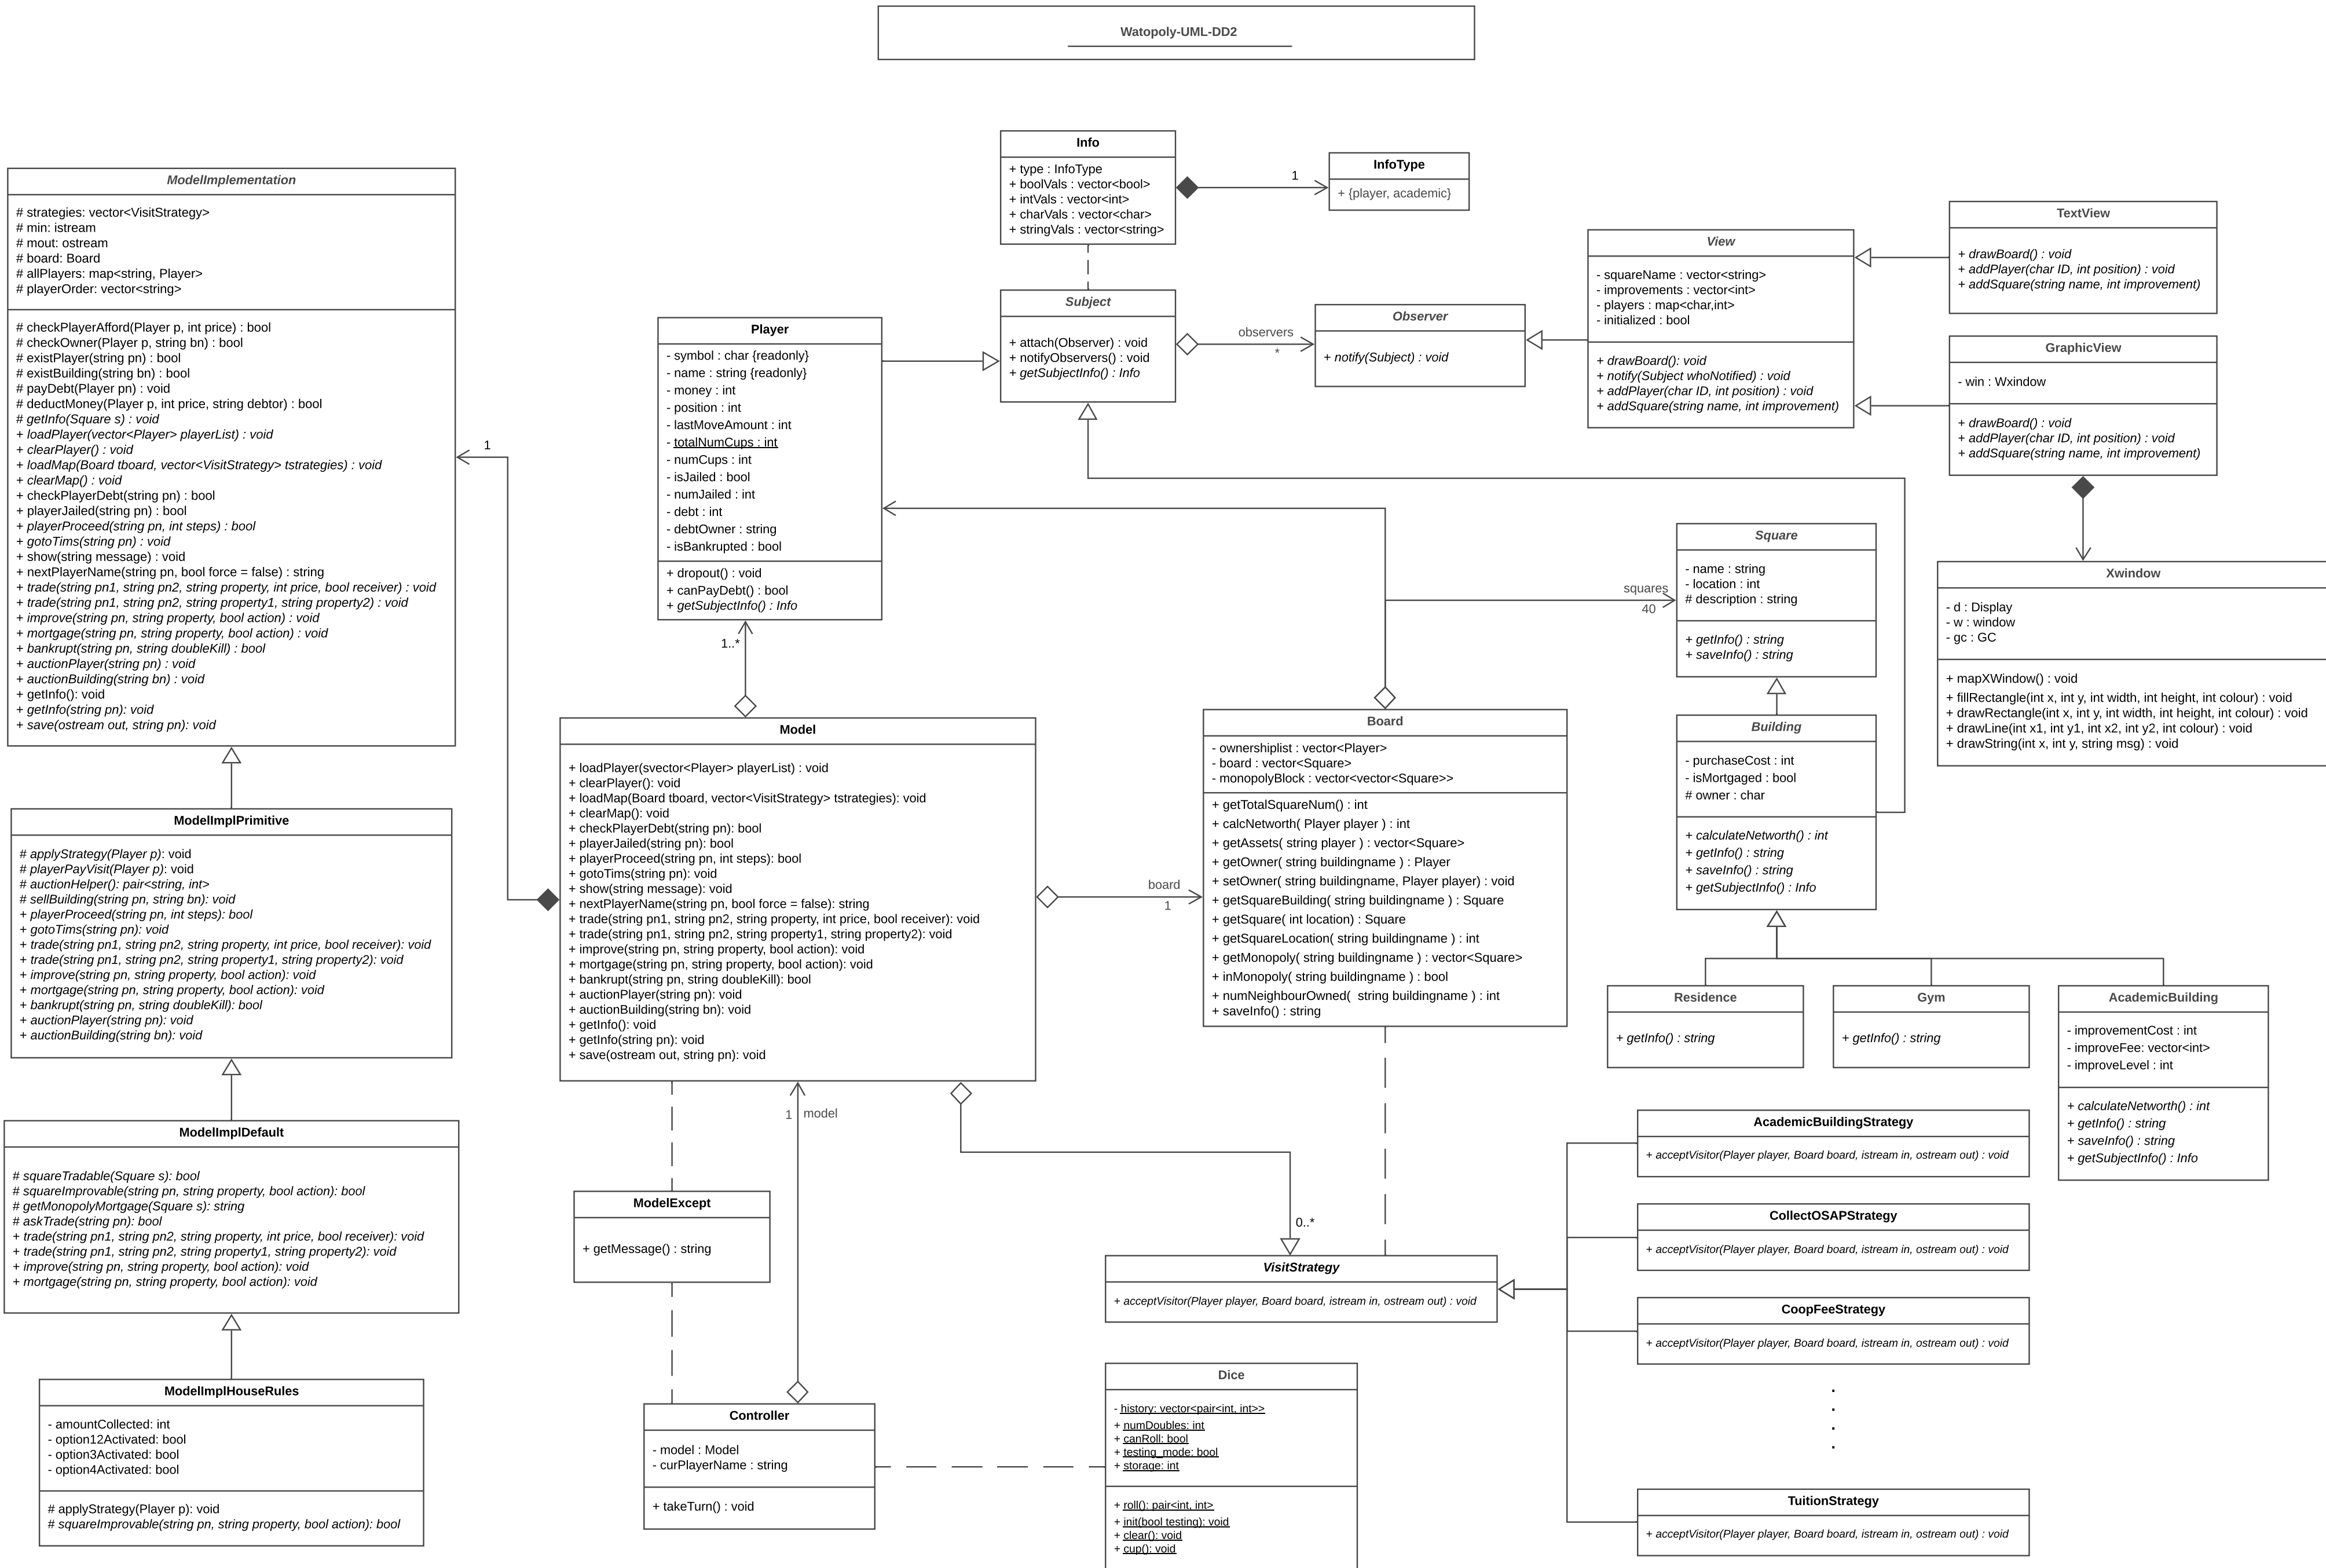 Watopoly-UML-DD2
ModelImplementation
# strategies: vector<VisitStrategy>
# min: istream
# mout: ostream
# board: Board
# allPlayers: map<string, Player>
# playerOrder: vector<string>
# checkPlayerAfford(Player p, int price) : bool
# checkOwner(Player p, string bn) : bool
# existPlayer(string pn) : bool
# existBuilding(string bn) : bool
# payDebt(Player pn) : void
# deductMoney(Player p, int price, string debtor) : bool
# getInfo(Square s) : void
+ loadPlayer(vector<Player> playerList) : void
+ clearPlayer() : void
+ loadMap(Board tboard, vector<VisitStrategy> tstrategies) : void
+ clearMap() : void
+ checkPlayerDebt(string pn) : bool
+ playerJailed(string pn) : bool
+ playerProceed(string pn, int steps) : bool
+ gotoTims(string pn) : void
+ show(string message) : void
+ nextPlayerName(string pn, bool force = false) : string
+ trade(string pn1, string pn2, string property, int price, bool receiver) : void
+ trade(string pn1, string pn2, string property1, string property2) : void
+ improve(string pn, string property, bool action) : void
+ mortgage(string pn, string property, bool action) : void
+ bankrupt(string pn, string doubleKill) : bool
+ auctionPlayer(string pn) : void
+ auctionBuilding(string bn) : void
+ getInfo(): void
+ getInfo(string pn): void
+ save(ostream out, string pn): void
1
ModelImplPrimitive
# applyStrategy(Player p): void
# playerPayVisit(Player p): void
# auctionHelper(): pair<string, int>
# sellBuilding(string pn, string bn): void
+ playerProceed(string pn, int steps): bool
+ gotoTims(string pn): void
+ trade(string pn1, string pn2, string property, int price, bool receiver): void
+ trade(string pn1, string pn2, string property1, string property2): void
+ improve(string pn, string property, bool action): void
+ mortgage(string pn, string property, bool action): void
+ bankrupt(string pn, string doubleKill): bool
+ auctionPlayer(string pn): void
+ auctionBuilding(string bn): void
ModelImplDefault
# squareTradable(Square s): bool
# squareImprovable(string pn, string property, bool action): bool
# getMonopolyMortgage(Square s): string
# askTrade(string pn): bool
+ trade(string pn1, string pn2, string property, int price, bool receiver): void
+ trade(string pn1, string pn2, string property1, string property2): void
+ improve(string pn, string property, bool action): void
+ mortgage(string pn, string property, bool action): void
ModelImplHouseRules
- amountCollected: int
- option12Activated: bool
- option3Activated: bool
- option4Activated: bool
# applyStrategy(Player p): void
# squareImprovable(string pn, string property, bool action): bool
Info
+ type : InfoType
+ boolVals : vector<bool>
+ intVals : vector<int>
+ charVals : vector<char>
+ stringVals : vector<string>
1
InfoType
+ {player, academic}
Subject
+ attach(Observer) : void
+ notifyObservers() : void
+ getSubjectInfo() : Info
observers
*
Observer
+ notify(Subject) : void
View
- squareName : vector<string>
- improvements : vector<int>
- players : map<char,int>
- initialized : bool
+ drawBoard(): void
+ notify(Subject whoNotified) : void
+ addPlayer(char ID, int position) : void
+ addSquare(string name, int improvement)
TextView
+ drawBoard() : void
+ addPlayer(char ID, int position) : void
+ addSquare(string name, int improvement)
GraphicView
- win : Wxindow
+ drawBoard() : void
+ addPlayer(char ID, int position) : void
+ addSquare(string name, int improvement)
Xwindow
- d : Display
- w : window
- gc : GC
+ mapXWindow() : void
+ fillRectangle(int x, int y, int width, int height, int colour) : void
+ drawRectangle(int x, int y, int width, int height, int colour) : void
+ drawLine(int x1, int y1, int x2, int y2, int colour) : void
+ drawString(int x, int y, string msg) : void
Player
- symbol : char {readonly}
- name : string {readonly}
- money : int
- position : int
- lastMoveAmount : int
- totalNumCups : int
- numCups : int
- isJailed : bool
- numJailed : int
- debt : int
- debtOwner : string
- isBankrupted : bool
+ dropout() : void
+ canPayDebt() : bool
+ getSubjectInfo() : Info
1..*
Model
+ loadPlayer(svector<Player> playerList) : void
+ clearPlayer(): void
+ loadMap(Board tboard, vector<VisitStrategy> tstrategies): void
+ clearMap(): void
+ checkPlayerDebt(string pn): bool
+ playerJailed(string pn): bool
+ playerProceed(string pn, int steps): bool
+ gotoTims(string pn): void
+ show(string message): void
+ nextPlayerName(string pn, bool force = false): string
+ trade(string pn1, string pn2, string property, int price, bool receiver): void
+ trade(string pn1, string pn2, string property1, string property2): void
+ improve(string pn, string property, bool action): void
+ mortgage(string pn, string property, bool action): void
+ bankrupt(string pn, string doubleKill): bool
+ auctionPlayer(string pn): void
+ auctionBuilding(string bn): void
+ getInfo(): void
+ getInfo(string pn): void
+ save(ostream out, string pn): void
board
1
Board
- ownershiplist : vector<Player>
- board : vector<Square>
- monopolyBlock : vector<vector<Square>>
+ getTotalSquareNum() : int
+ calcNetworth( Player player ) : int
+ getAssets( string player ) : vector<Square>
+ getOwner( string buildingname ) : Player
+ setOwner( string buildingname, Player player) : void
+ getSquareBuilding( string buildingname ) : Square
+ getSquare( int location) : Square
+ getSquareLocation( string buildingname ) : int
+ getMonopoly( string buildingname ) : vector<Square>
+ inMonopoly( string buildingname ) : bool
+ numNeighbourOwned( string buildingname ) : int
+ saveInfo() : string
squares
40
Square
- name : string
- location : int
# description : string
+ getInfo() : string
+ saveInfo() : string
Building
- purchaseCost : int
- isMortgaged : bool
# owner : char
+ calculateNetworth() : int
+ getInfo() : string
+ saveInfo() : string
+ getSubjectInfo() : Info
Residence
+ getInfo() : string
Gym
+ getInfo() : string
AcademicBuilding
- improvementCost : int
- improveFee: vector<int>
- improveLevel : int
+ calculateNetworth() : int
+ getInfo() : string
+ saveInfo() : string
+ getSubjectInfo() : Info
1 model
ModelExcept
+ getMessage() : string
Controller
- model : Model
- curPlayerName : string
+ takeTurn() : void
0..*
VisitStrategy
+ acceptVisitor(Player player, Board board, istream in, ostream out) : void
Dice
- history: vector<pair<int, int>>
+ numDoubles: int
+ canRoll: bool
+ testing_mode: bool
+ storage: int
+ roll(): pair<int, int>
+ init(bool testing): void
+ clear(): void
+ cup(): void
AcademicBuildingStrategy
+ acceptVisitor(Player player, Board board, istream in, ostream out) : void
CollectOSAPStrategy
+ acceptVisitor(Player player, Board board, istream in, ostream out) : void
CoopFeeStrategy
+ acceptVisitor(Player player, Board board, istream in, ostream out) : void
.
.
.
.
TuitionStrategy
+ acceptVisitor(Player player, Board board, istream in, ostream out) : void